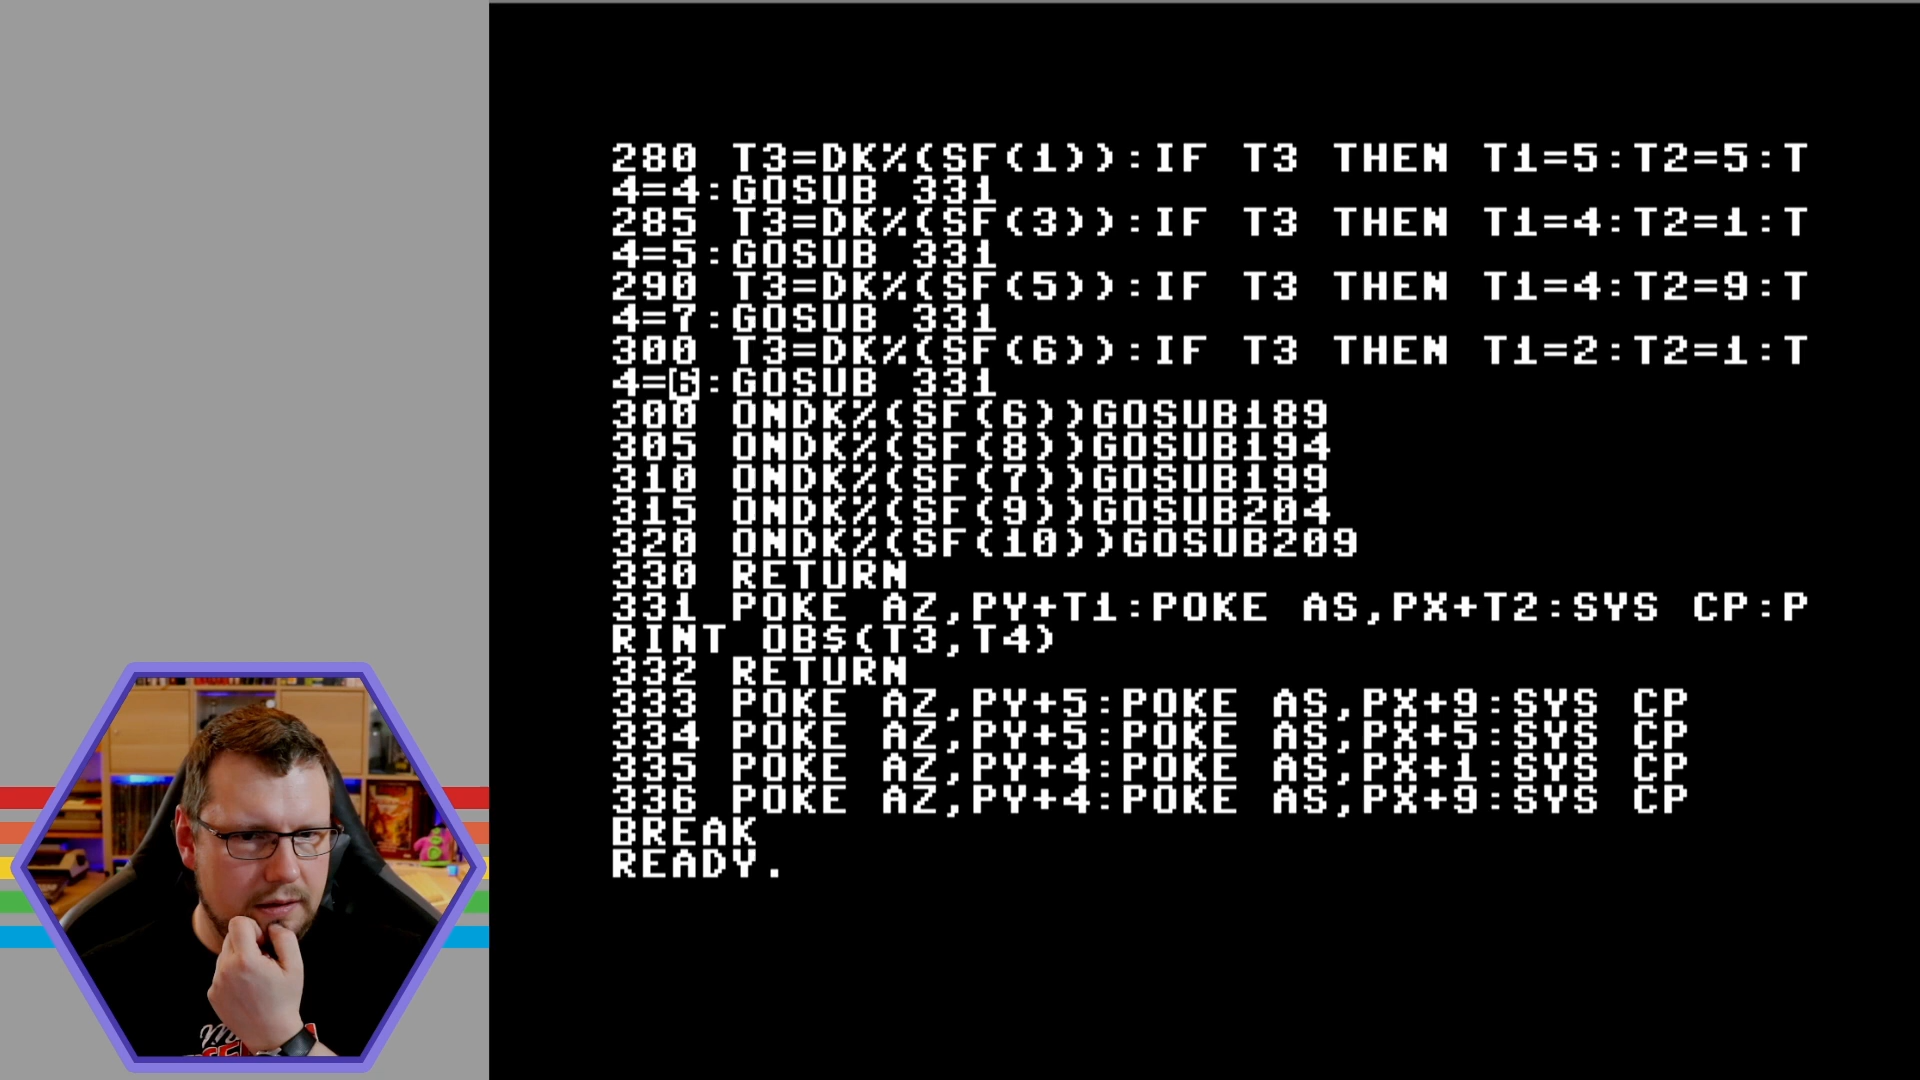 280 T3=DK%(SF(1)):IF T3 THEN T1=5:T2=5:T
4=4:GOSUB 331
285 T3=DK%(SF(3)):IF T3 THEN T1=4:T2=1:T
4=5:GOSUB 331
290 T3=DK%(SF(5)):IF T3 THEN T1=4:T2=9:T
4=7:GOSUB 331
300 T3=DK%(SF(6)):IF T3 THEN T1=2:T2=1:T
4=6:GOSUB 331
300 ONDK%(SF(6))GOSUB189
305 ONDK%(SF(8))GOSUB194
310 ONDK%(SF(7))GOSUB199
315 ONDK%(SF(9))GOSUB204
320 ONDK%(SF(10))GOSUB209
330 RETURN
331 POKE AZ,PY+T1:POKE AS,PX+T2:SYS CP:P
RINT OB$(T3,T4)
332 RETURN
333 POKE AZ,PY+5:POKE AS,PX+9:SYS CP
334 POKE AZ,PY+5:POKE AS,PX+5:SYS CP
335 POKE AZ,PY+4:POKE AS,PX+1:SYS CP
336 POKE AZ,PY+4:POKE AS,PX+9:SYS CP
BREAK
READY.